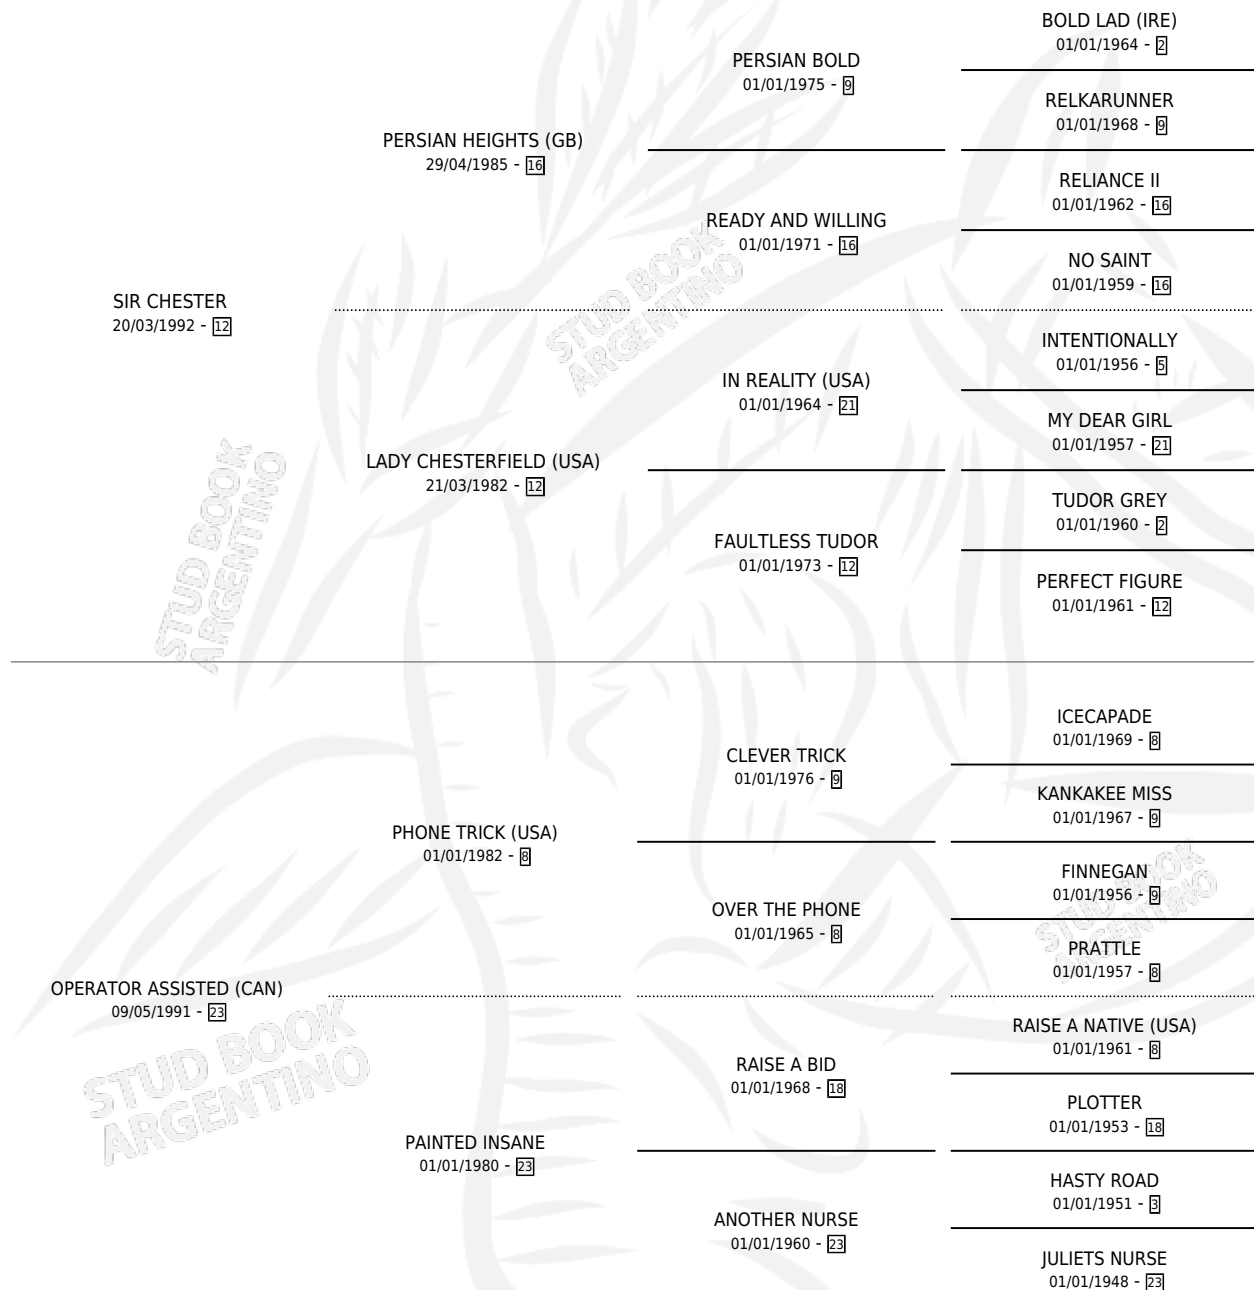 BOLD LAD (IRE)
01/01/1964 - 2
PERSIAN BOLD
01/01/1975 - 9
RELKARUNNER
01/01/1968 - 9
PERSIAN HEIGHTS (GB)
29/04/1985 - 16
RELIANCE II
01/01/1962 - 16
READY AND WILLING
01/01/1971 - 16
NO SAINT
01/01/1959 - 16
SIR CHESTER
20/03/1992 - 12
STUD BOOK
ARGENTINO
INTENTIONALLY
01/01/1956 - 5
IN REALITY (USA)
01/01/1964 - 21
MY DEAR GIRL
01/01/1957 - 21
LADY CHESTERFIELD (USA)
21/03/1982 - 12
TUDOR GREY
01/01/1960 - 2
FAULTLESS TUDOR
01/01/1973 - 12
PERFECT FIGURE
01/01/1961 - 12
STUD BOOK
ARGENTINO
ICECAPADE
01/01/1969 - 8
CLEVER TRICK
01/01/1976 - 9
KANKAKEE MISS
01/01/1967 - 9
PHONE TRICK (USA)
01/01/1982 - 8
FINNEGAN
01/01/1956 - 9
OVER THE PHONE
01/01/1965 - 8
PRATTLE
01/01/1957 - 8
STUD BOOK
ARGENTINO
OPERATOR ASSISTED (CAN)
09/05/1991 - 23
RAISE A NATIVE (USA)
01/01/1961 - 8
RAISE A BID
01/01/1968 - 18
PLOTTER
01/01/1953 - 18
STUD BOOK
ARGENTINO
PAINTED INSANE
01/01/1980 - 23
HASTY ROAD
01/01/1951 - 3
ANOTHER NURSE
01/01/1960 - 23
JULIETS NURSE
01/01/1948 - 23